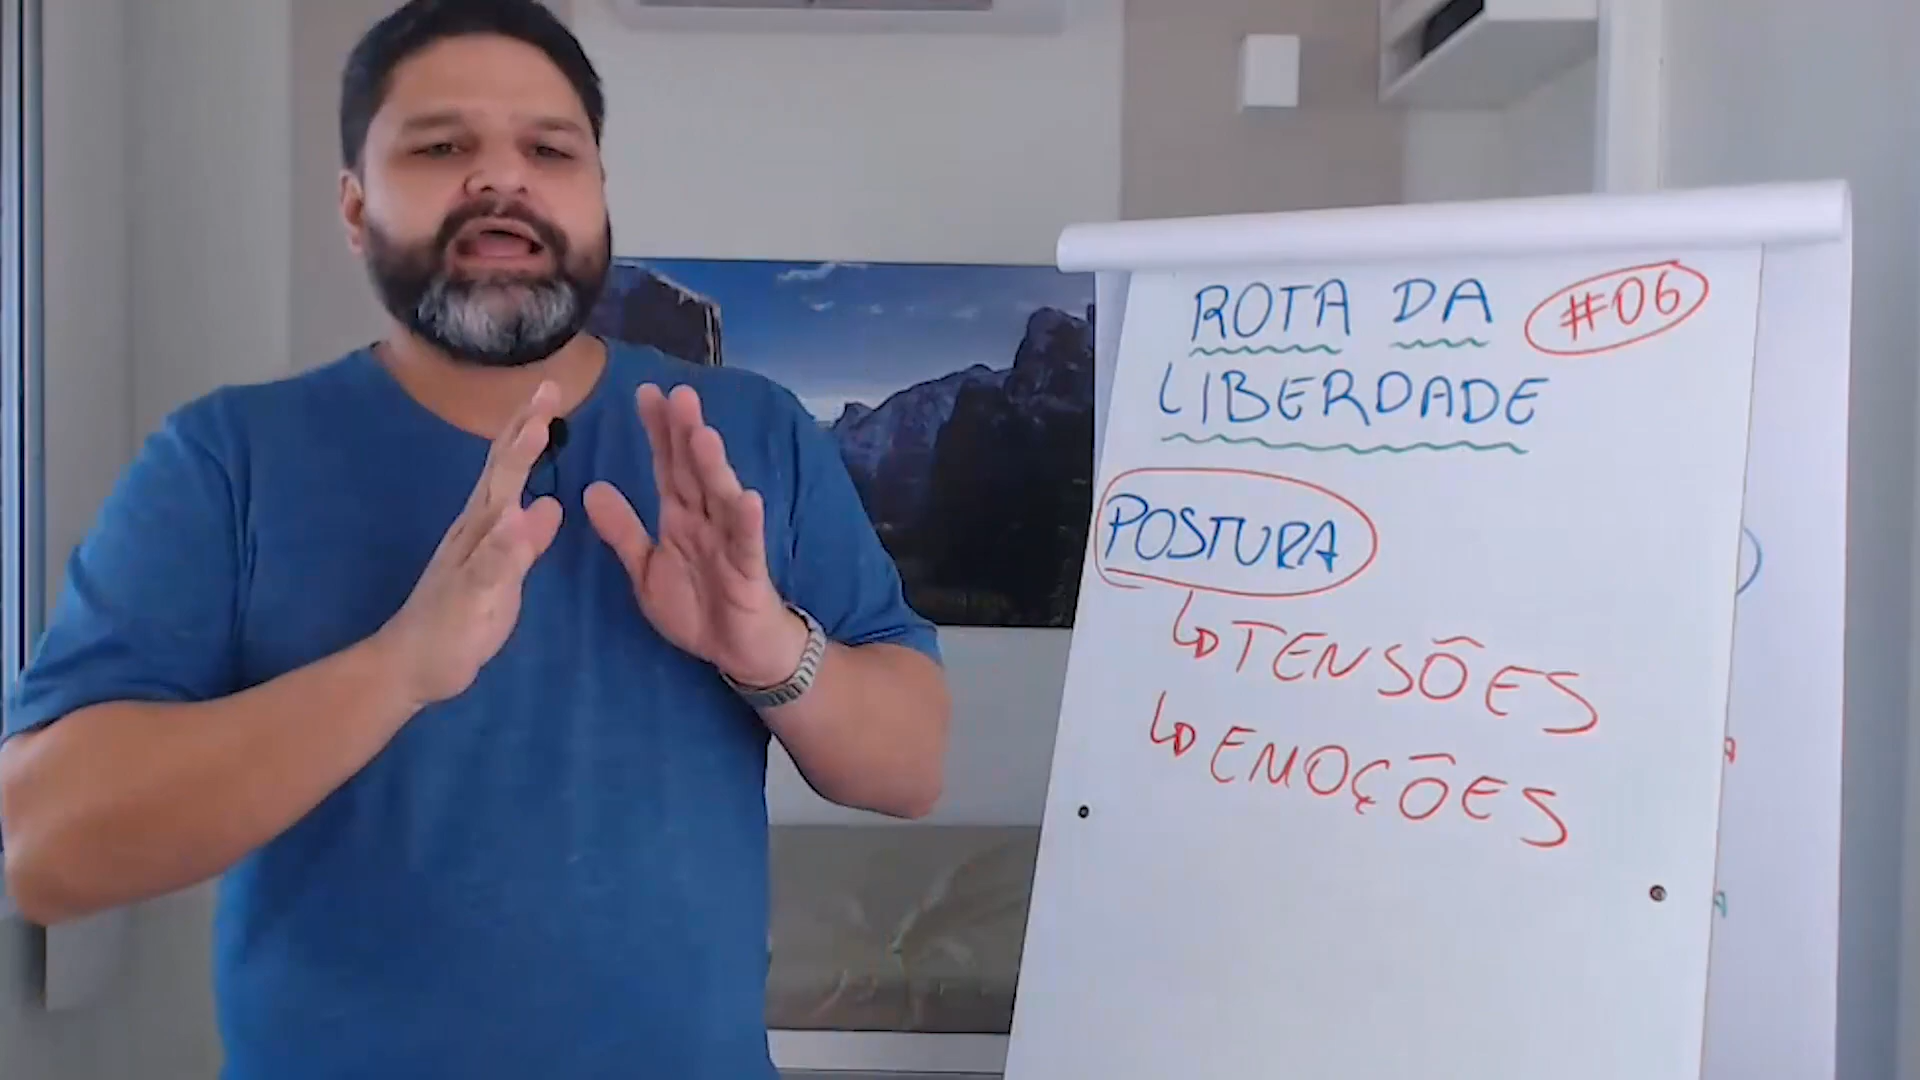 ROTA DA #06
LIBERDADE
POSTURA
TENSÕES
EMOÇÕES